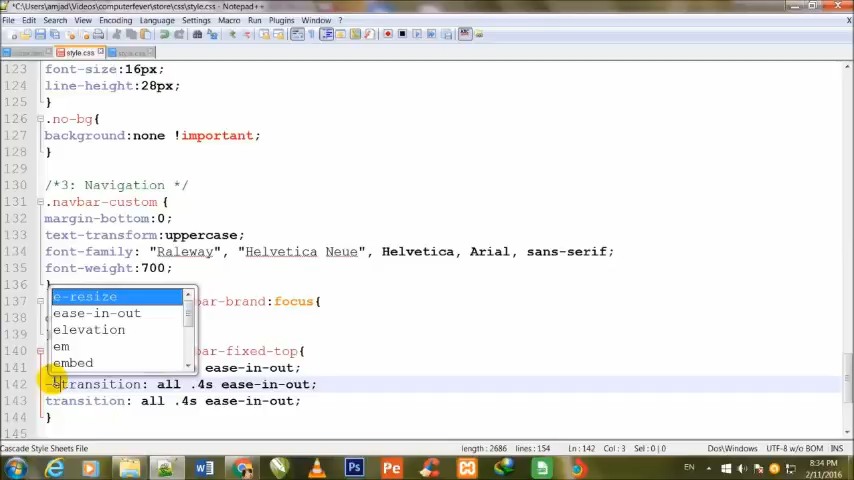 *C:\Users\amjad\Videos\computerfever\store\css\style.css - Notepad++
File Edit Search View Encoding Language Settings Macro Run Plugins Window ?
style.css
123 font-size:16px;
124 line-height:28px;
125 }
126 .no-bg{
127 background:none !important;
128 }
129
130 /*3: Navigation */
131 .navbar-custom {
132 margin-bottom:0;
133 text-transform:uppercase;
134 font-family: "Raleway", "Helvetica Neue", Helvetica, Arial, sans-serif;
135 font-weight:700;
136 }
137 bar-brand:focus{
138
139
140 bar-fixed-top{
141 ease-in-out;
142 transition: all .4s ease-in-out;
143 transition: all .4s ease-in-out;
144 }
145
e-resize
ease-in-out
elevation
em
embed
Cascade Style Sheets File length : 2686 lines : 154 Ln : 142 Col : 3 Sel : 0 | 0 Dos\Windows UTF-8 w/o BOM INS
W Ps Pe EN 8:34 PM
2/11/2016